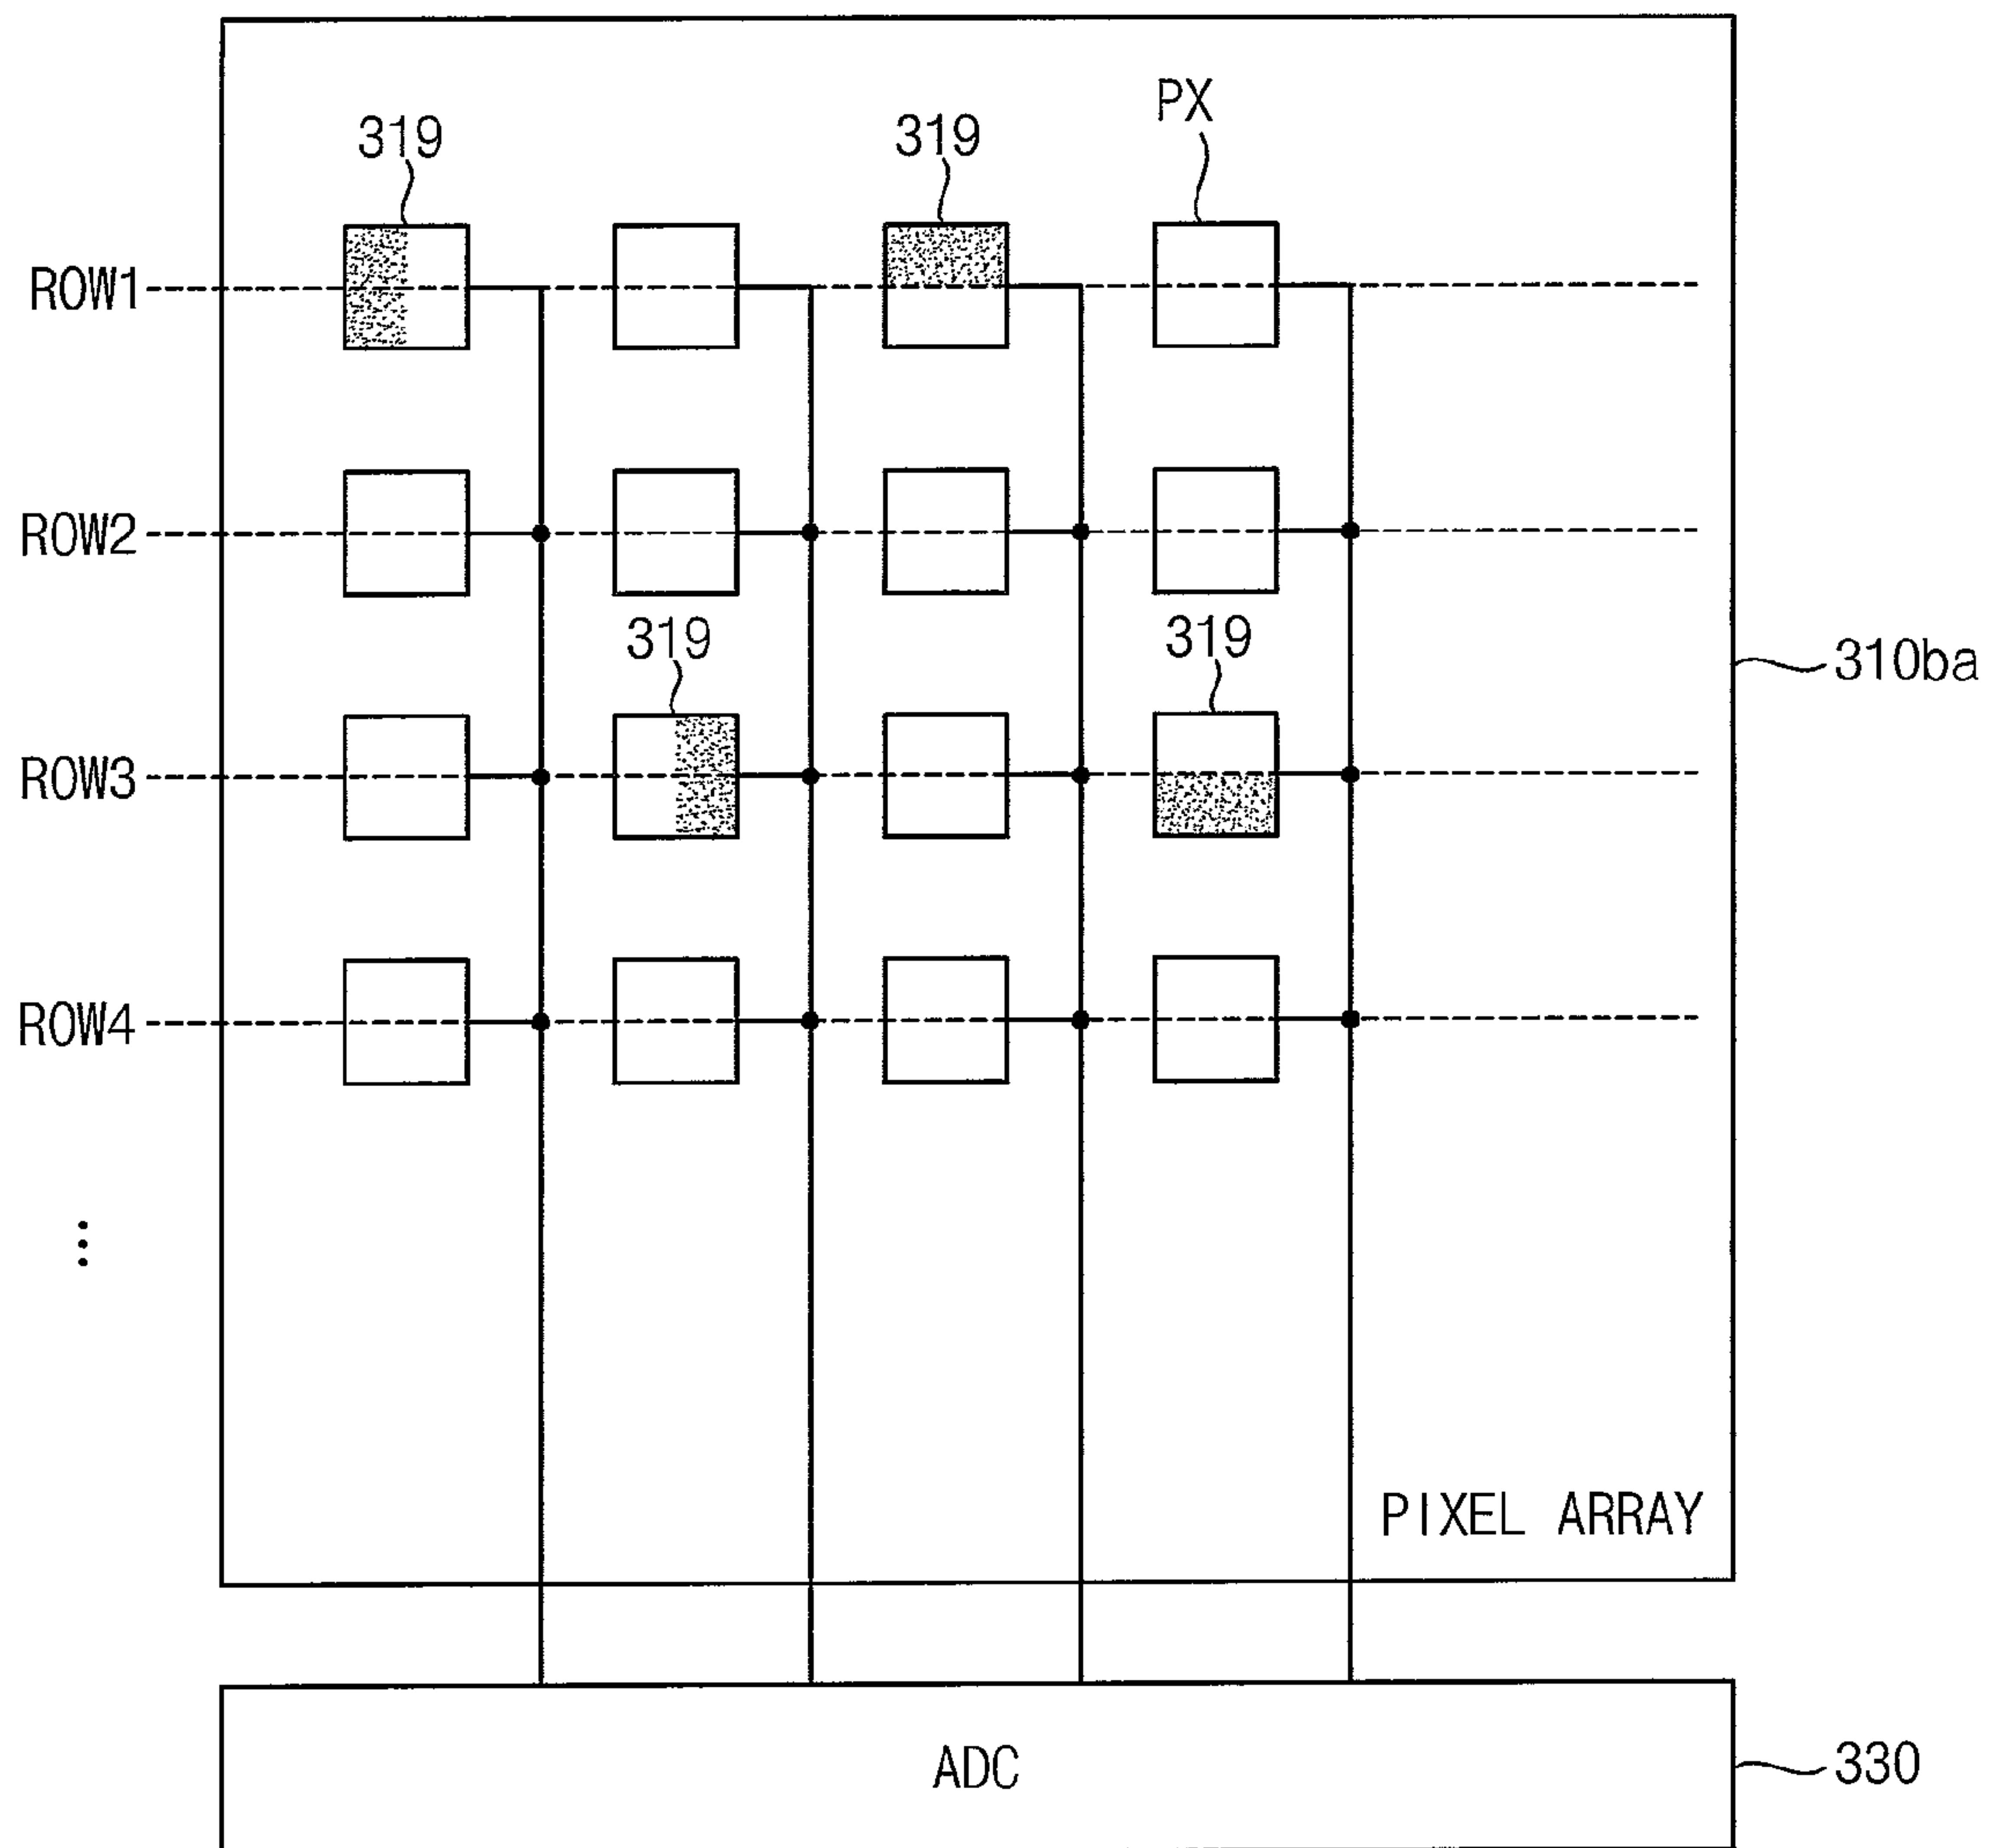 PX
319 319
ROW1
ROW2
319 319
310ba
ROW3
ROW4
PIXEL ARRAY
ADC
330